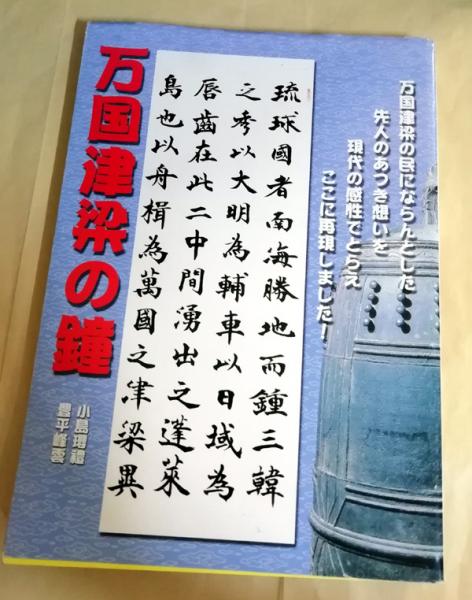 万国津梁の民にならんとした
先人のあつき想いを
現代の感性でとらえ
ここに再現しました!
琉球國者南海勝地而鍾三韓
之秀以大明為輔車以日域為
唇齒在此二中間湧出之蓬萊
島也以舟楫為萬國之津梁異
万国津梁の鐘
小島瓔禮
豊平峰雲